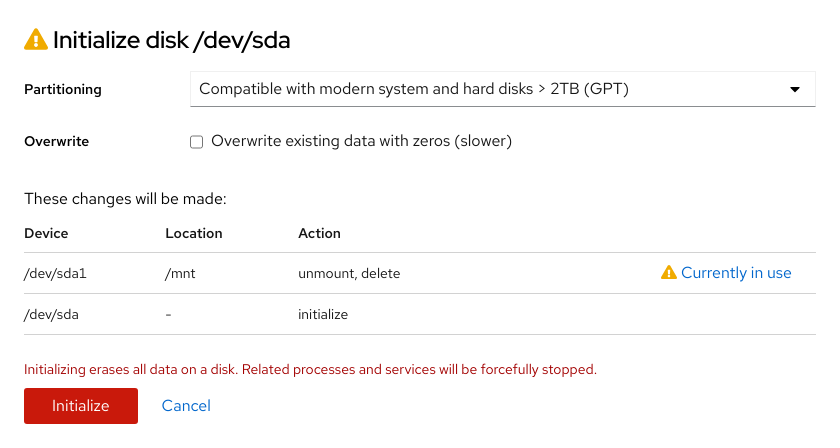 Initialize disk /dev/sda
Partitioning Compatible with modern system and hard disks > 2TB (GPT)
Overwrite Overwrite existing data with zeros (slower)
These changes will be made:
Device Location Action
/dev/sda1 /mnt unmount, delete Currently in use
/dev/sda - initialize
Initializing erases all data on a disk. Related processes and services will be forcefully stopped.
Initialize Cancel